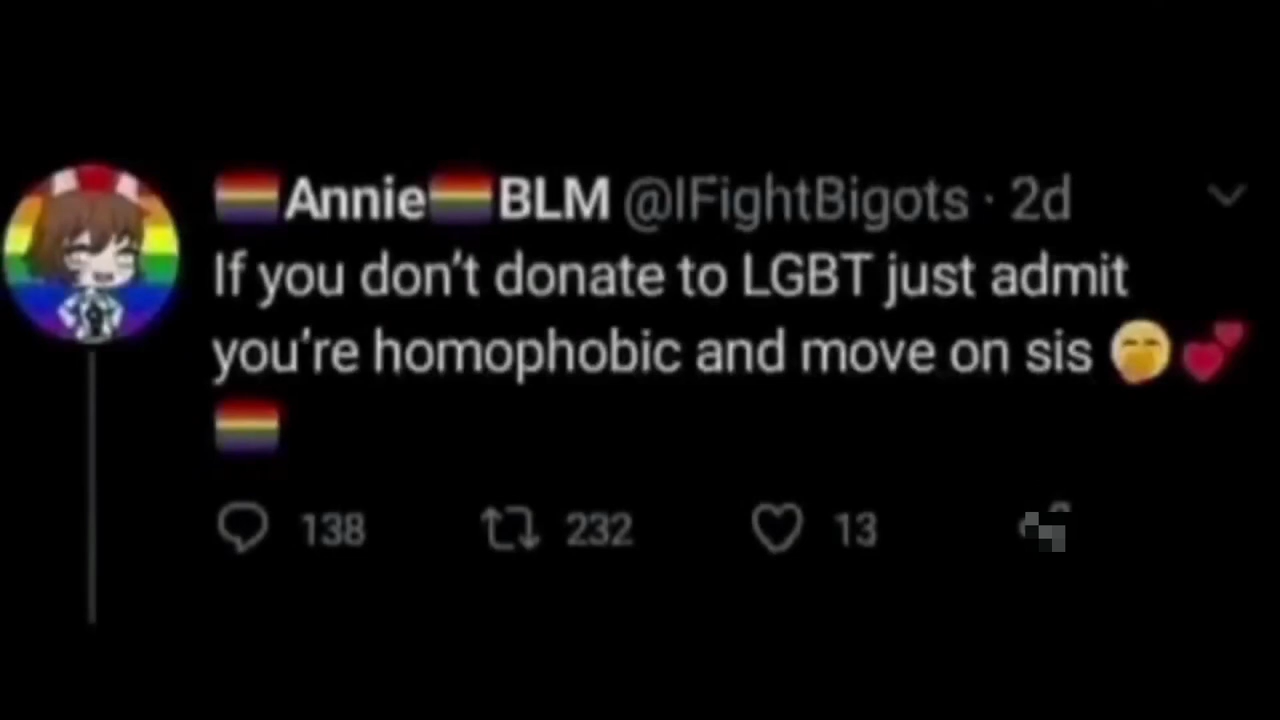 🏳️‍🌈Annie🏳️‍🌈BLM @IFightBigots · 2d
If you don't donate to LGBT just admit
you're homophobic and move on sis 🤭💕
🏳️‍🌈
138 232 13